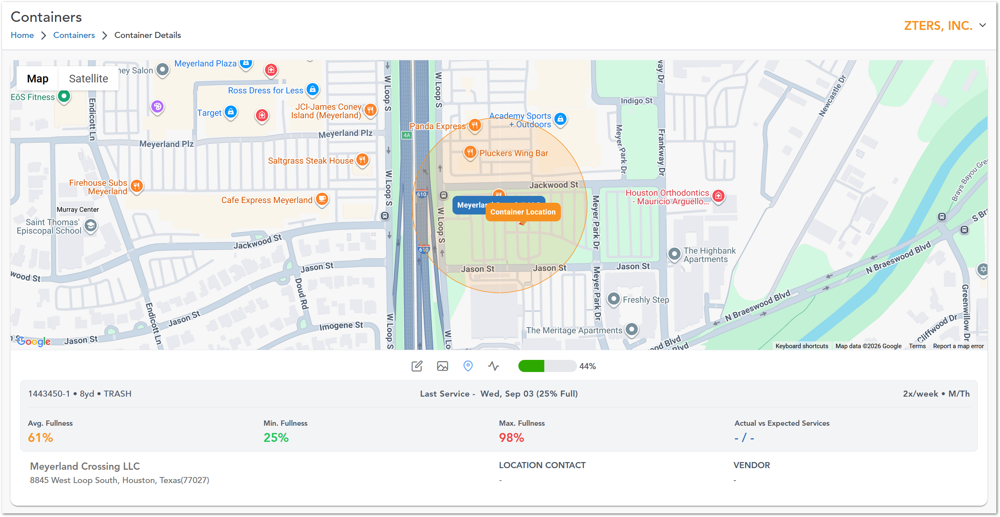 Containers
Home > Containers > Container Details
ZTERS, INC.
Map
Satellite
ney Salon
Meyerland Plaza
EōS Fitness
Ross Dress for Less
Target
JCI-James Coney
Island (Meyerland)
Endicott Ln
Meyerland Plz
Meyerland Plz
W Loop S
W Loop S
4A
Panda Express
Academy Sports
+ Outdoors
Pluckers Wing Bar
Indigo St
way Dr
Newcastle Dr
Meyer Park Dr
Frankway Dr
Saltgrass Steak House
Firehouse Subs
Meyerland
Cafe Express Meyerland
Murray Center
Saint Thomas'
Episcopal School
W Loop S
610
Jackwood St
Meyerlan
Container Location
W Loop S
Meyer Park Dr
Houston Orthodontics
- Mauricio Arguello...
Brays Bayou Gree
S Bra
Jackwood St
610
wood St
Jason St
Jason St
Jason St
Jason St
The Highbank
Apartments
N Braeswood Blvd
Doud Rd
Meyer Park Dr
Freshly Step
N Braeswood Blvd
Greenwillow Dr
Endicott Ln
Jason St
Imogene St
W Loop S
W Lo
The Meritage Apartments
Cliffwood Dr
Jason St
Google
ood Blvd
Blvd
Keyboard shortcuts
Map data ©2026 Google
Terms
Report a map error
44%
1443450-1 • 8yd • TRASH
Last Service - Wed, Sep 03 (25% Full)
2x/week • M/Th
Avg. Fullness
61%
Min. Fullness
25%
Max. Fullness
98%
Actual vs Expected Services
- / -
Meyerland Crossing LLC
8845 West Loop South, Houston, Texas(77027)
LOCATION CONTACT
-
VENDOR
-